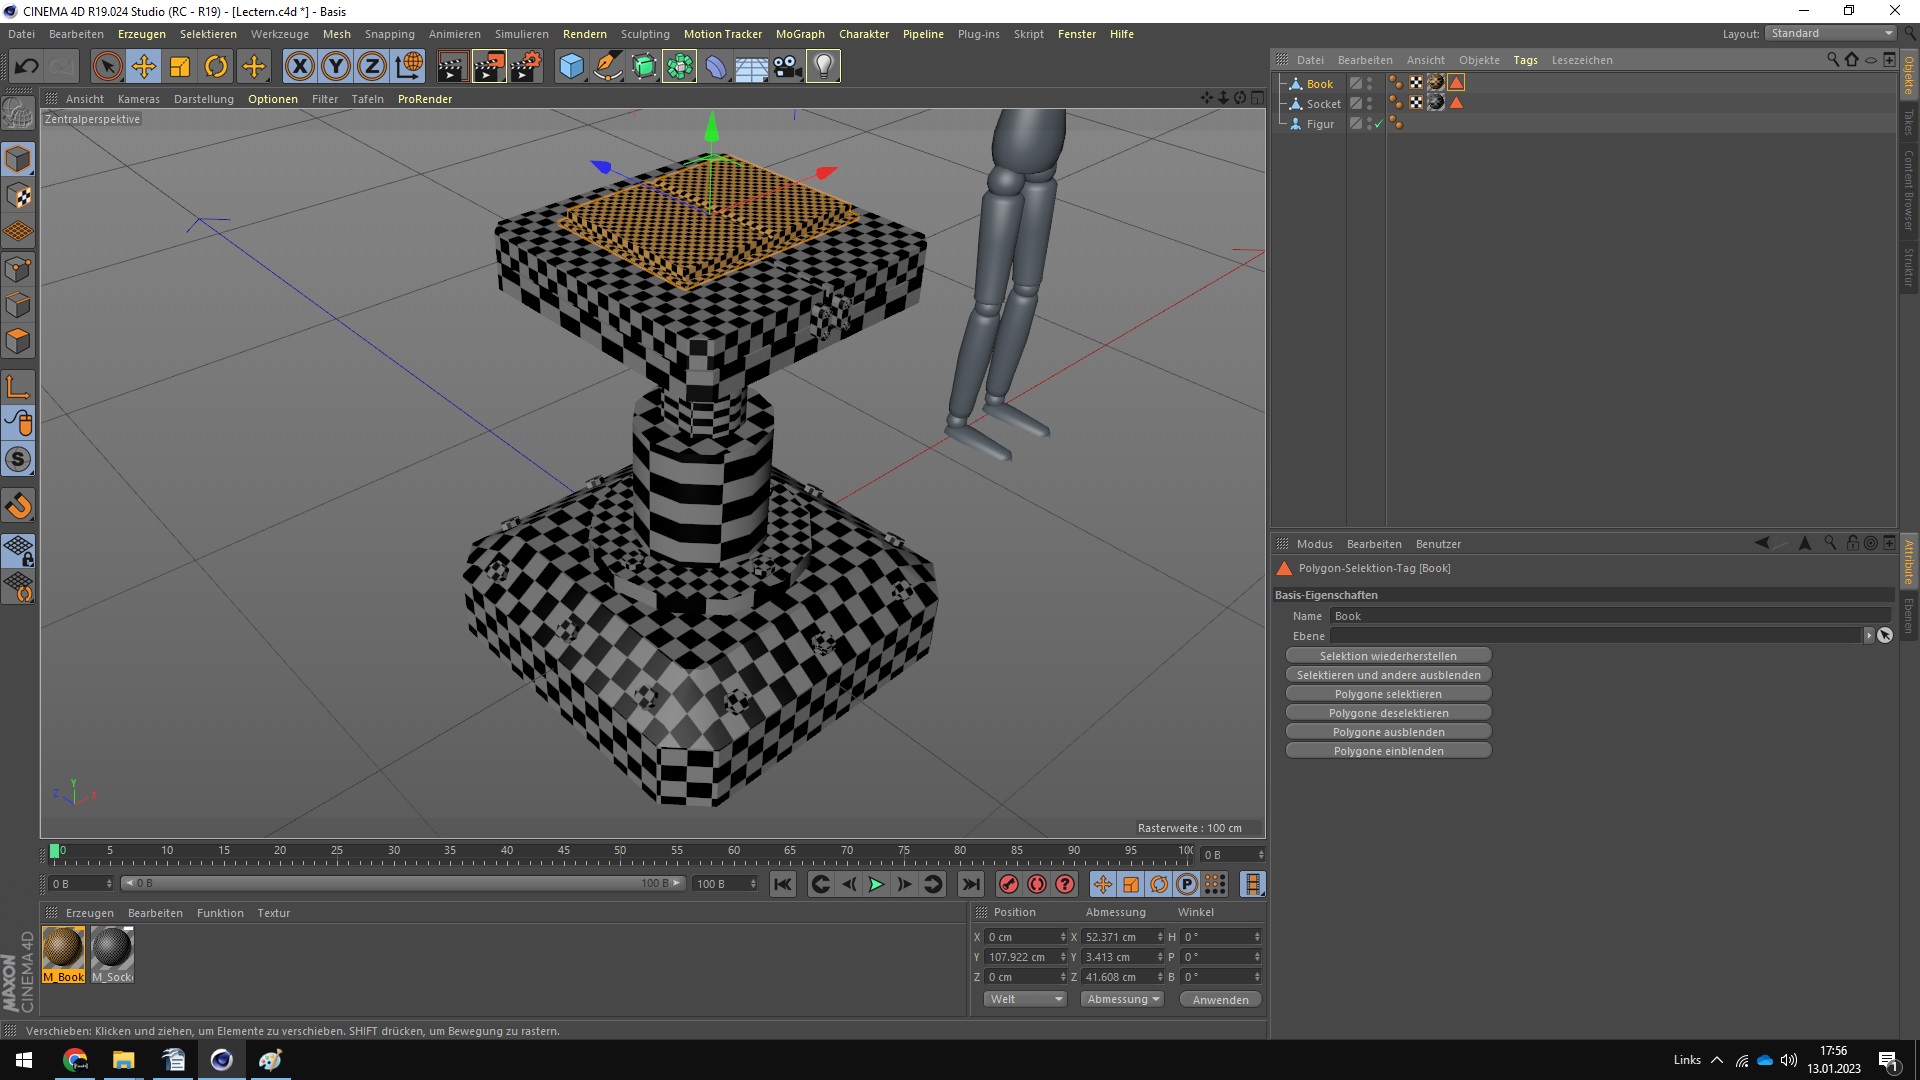 CINEMA 4D R19.024 Studio (RC - R19) - [Lectern.c4d *] - Basis
Datei Bearbeiten Erzeugen Selektieren Werkzeuge Mesh Snapping Animieren Simulieren Rendern Sculpting Motion Tracker MoGraph Charakter Pipeline Plug-ins Skript Fenster Hilfe Layout: Standard
X Y Z
Datei Bearbeiten Ansicht Objekte Tags Lesezeichen
Objekte
Takes
Content Browser
Struktur
Book
Socket
Figur
Ansicht Kameras Darstellung Optionen Filter Tafeln ProRender
Zentralperspektive
S
Y
Z X
Rasterweite : 100 cm
Modus Bearbeiten Benutzer
Attribute
Ebenen
Polygon-Selektion-Tag [Book]
Basis-Eigenschaften
Name Book
Ebene
Selektion wiederherstellen
Selektieren und andere ausblenden
Polygone selektieren
Polygone deselektieren
Polygone ausblenden
Polygone einblenden
0 5 10 15 20 25 30 35 40 45 50 55 60 65 70 75 80 85 90 95 100 0 B
0 B 0 B 100 B 100 B ? P
Erzeugen Bearbeiten Funktion Textur
M_Book M_Socke
Position Abmessung Winkel
X 0 cm X 52.371 cm H 0 °
Y 107.922 cm Y 3.413 cm P 0 °
Z 0 cm Z 41.608 cm B 0 °
Welt Abmessung Anwenden
MAXON
CINEMA 4D
Verschieben: Klicken und ziehen, um Elemente zu verschieben. SHIFT drücken, um Bewegung zu rastern.
Links 17:56
13.01.2023
1